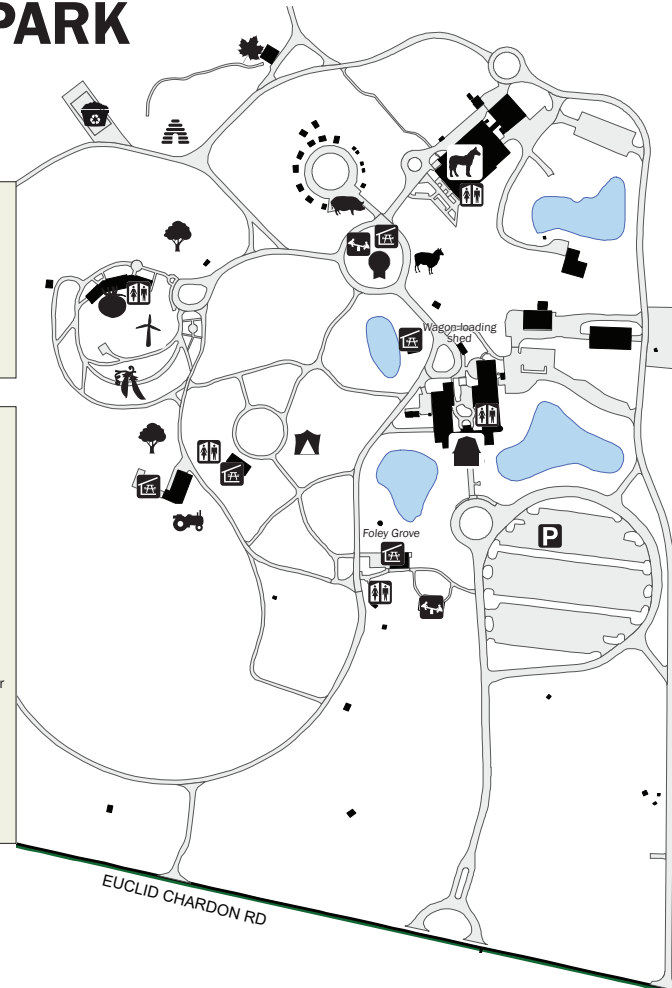 PARK
Wagon-loading
shed
Foley Grove
P
r
EUCLID CHARDON RD